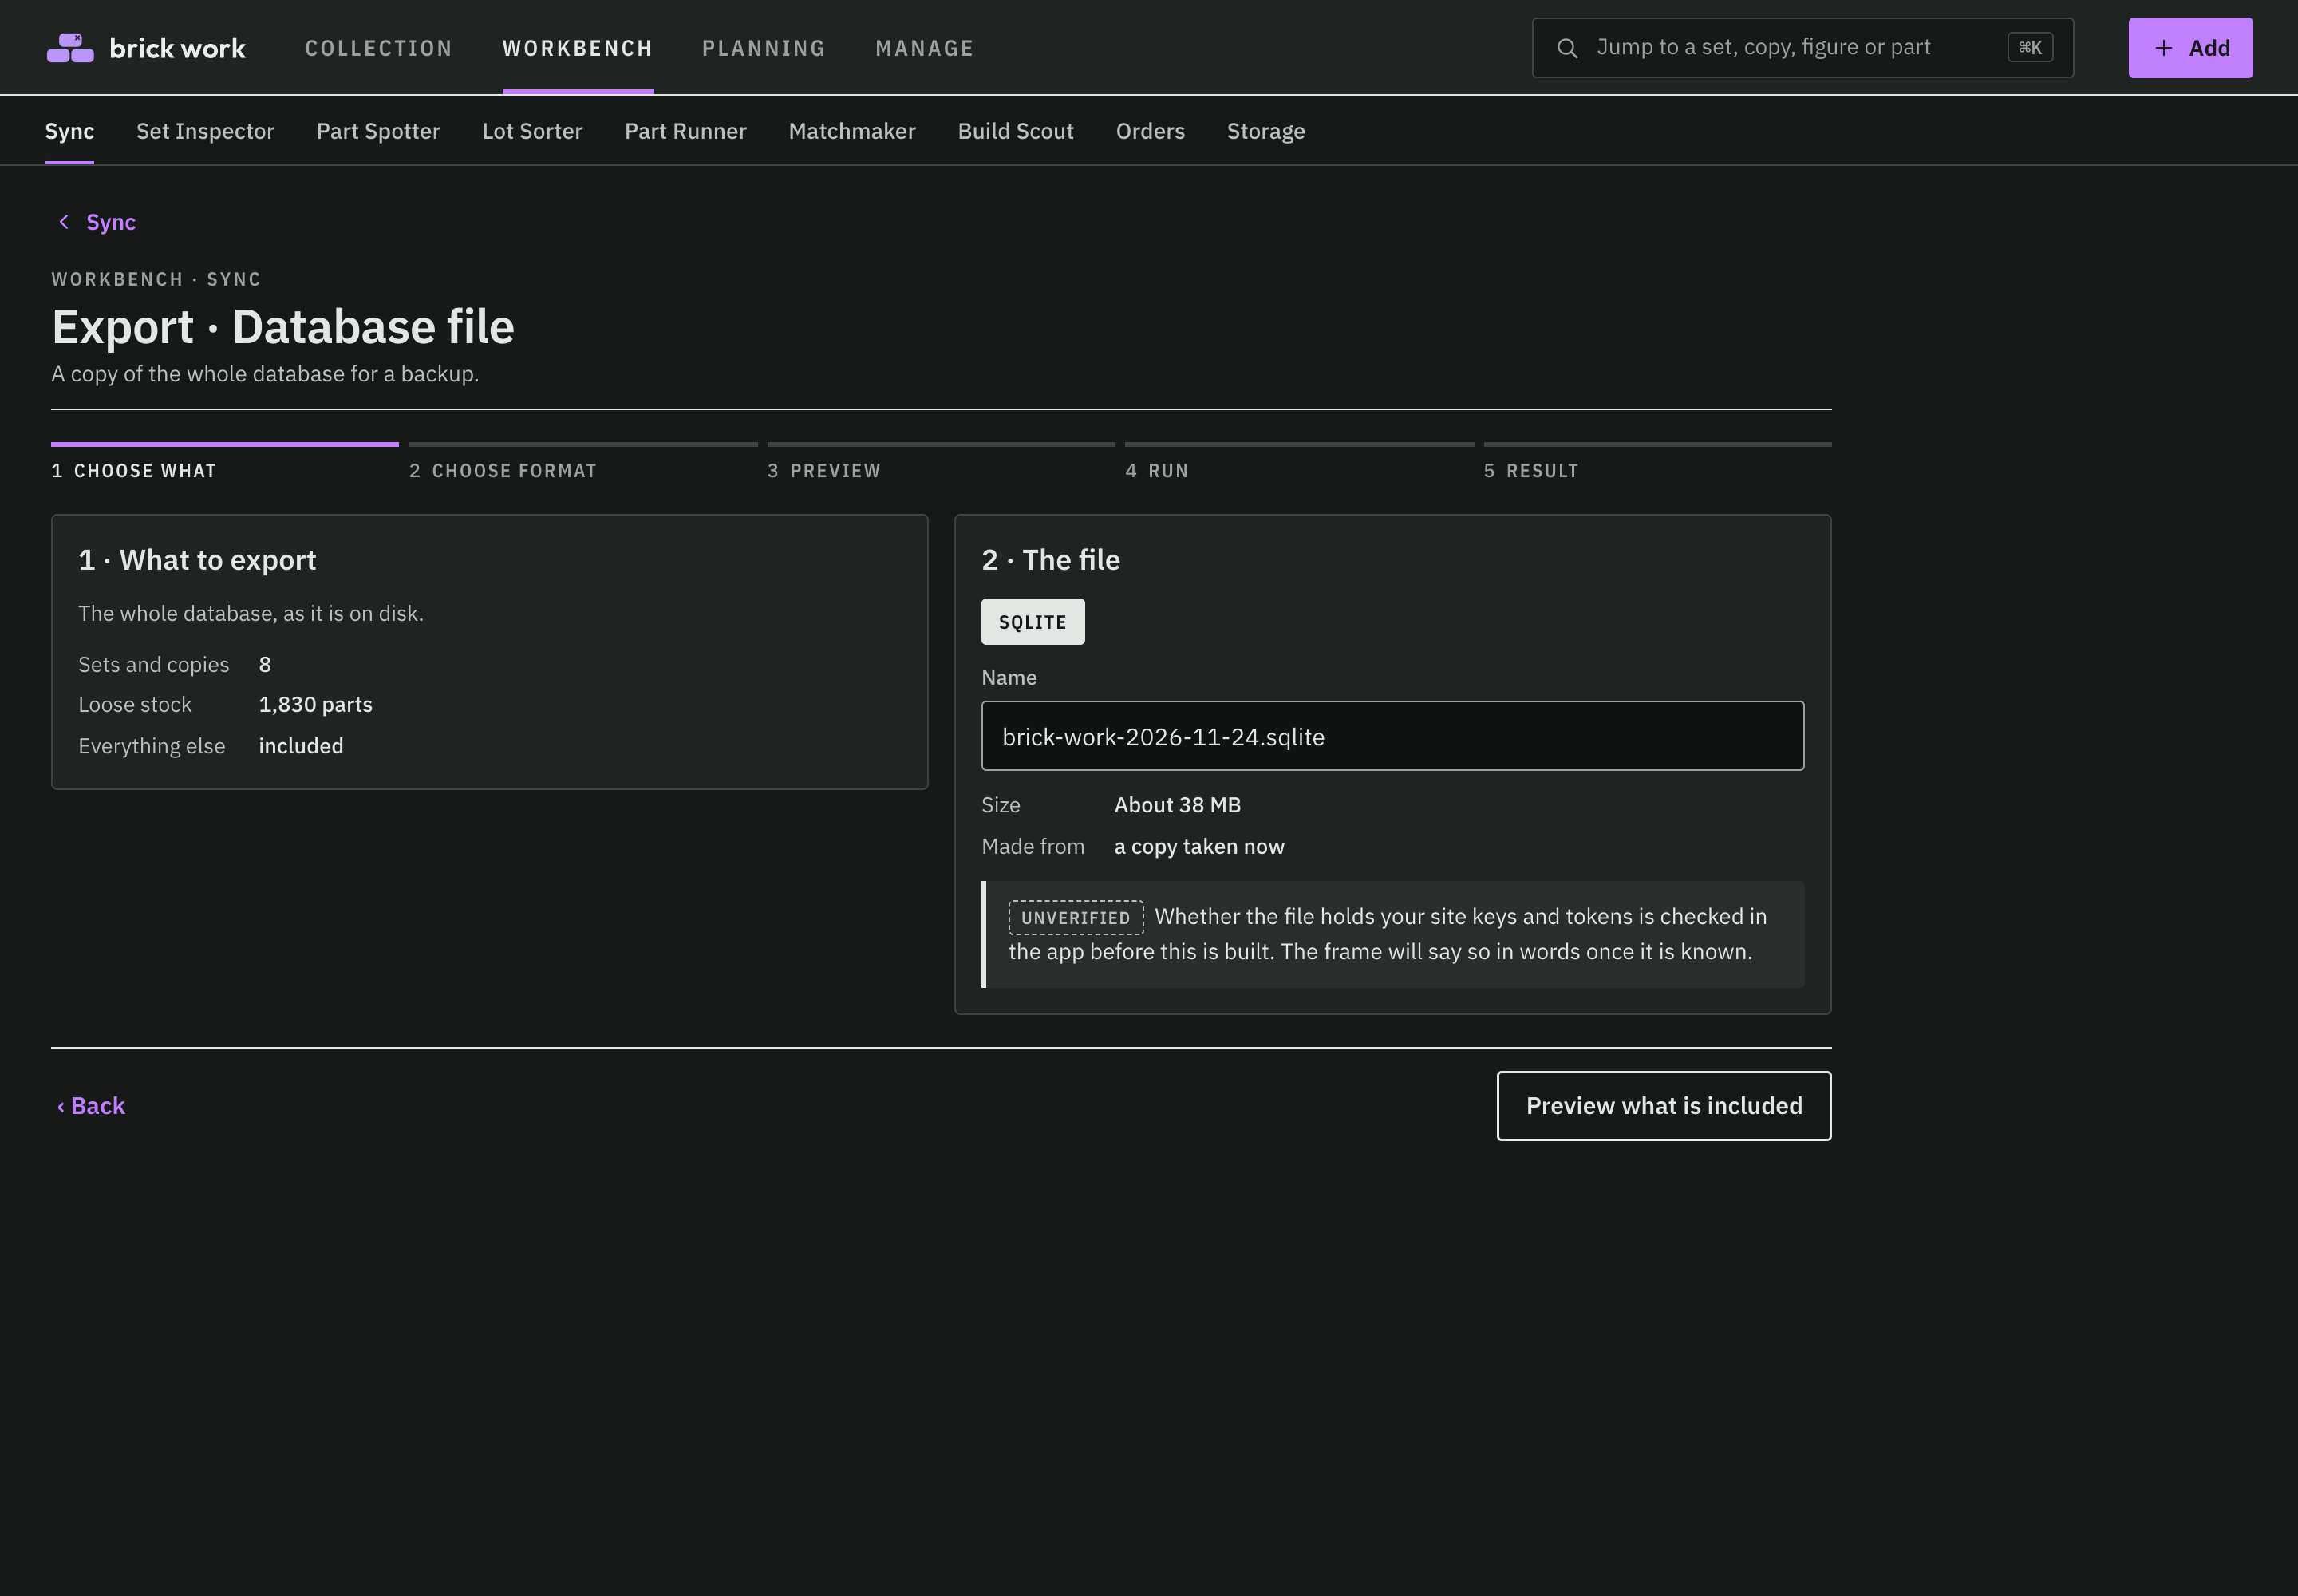 brick work
COLLECTION
WORKBENCH
PLANNING
MANAGE
Jump to a set, copy, figure or part
⌘K
+ Add
Sync
Set Inspector
Part Spotter
Lot Sorter
Part Runner
Matchmaker
Build Scout
Orders
Storage
‹ Sync
WORKBENCH · SYNC
Export · Database file
A copy of the whole database for a backup.
1 CHOOSE WHAT
2 CHOOSE FORMAT
3 PREVIEW
4 RUN
5 RESULT
1 · What to export
The whole database, as it is on disk.
Sets and copies 8
Loose stock 1,830 parts
Everything else included
2 · The file
SQLITE
Name
brick-work-2026-11-24.sqlite
Size About 38 MB
Made from a copy taken now
UNVERIFIED Whether the file holds your site keys and tokens is checked in
the app before this is built. The frame will say so in words once it is known.
‹ Back
Preview what is included